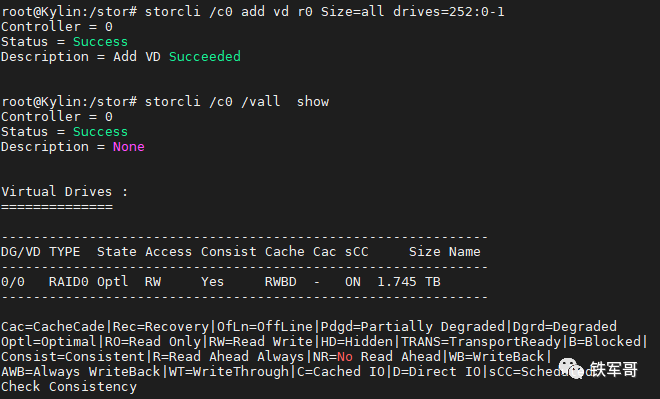 root@Kylin:/stor# storcli /c0 add vd r0 Size=all drives=252:0-1
Controller = 0
Status = Success
Description = Add VD Succeeded
root@Kylin:/stor# storcli /c0 /vall  show
Controller = 0
Status = Success
Description = None
Virtual Drives :
==============
-------------------------------------------------------------
DG/VD TYPE  State Access Consist Cache Cac sCC     Size Name
-------------------------------------------------------------
0/0   RAID0 Optl  RW     Yes     RWBD  -   ON  1.745 TB
-------------------------------------------------------------
Cac=CacheCade|Rec=Recovery|OfLn=OffLine|Pdgd=Partially Degraded|Dgrd=Degraded
Optl=Optimal|RO=Read Only|RW=Read Write|HD=Hidden|TRANS=TransportReady|B=Blocked|
Consist=Consistent|R=Read Ahead Always|NR=No Read Ahead|WB=WriteBack|
AWB=Always WriteBack|WT=WriteThrough|C=Cached IO|D=Direct IO|
Check Consistency
铁军哥